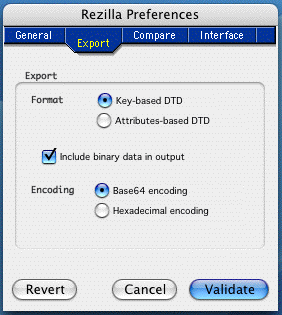 Rezilla Preferences
General Export Compare Interface
Export
Format Key-based DTD
Attributes-based DTD
Include binary data in output
Encoding Base64 encoding
Hexadecimal encoding
Revert Cancel Validate